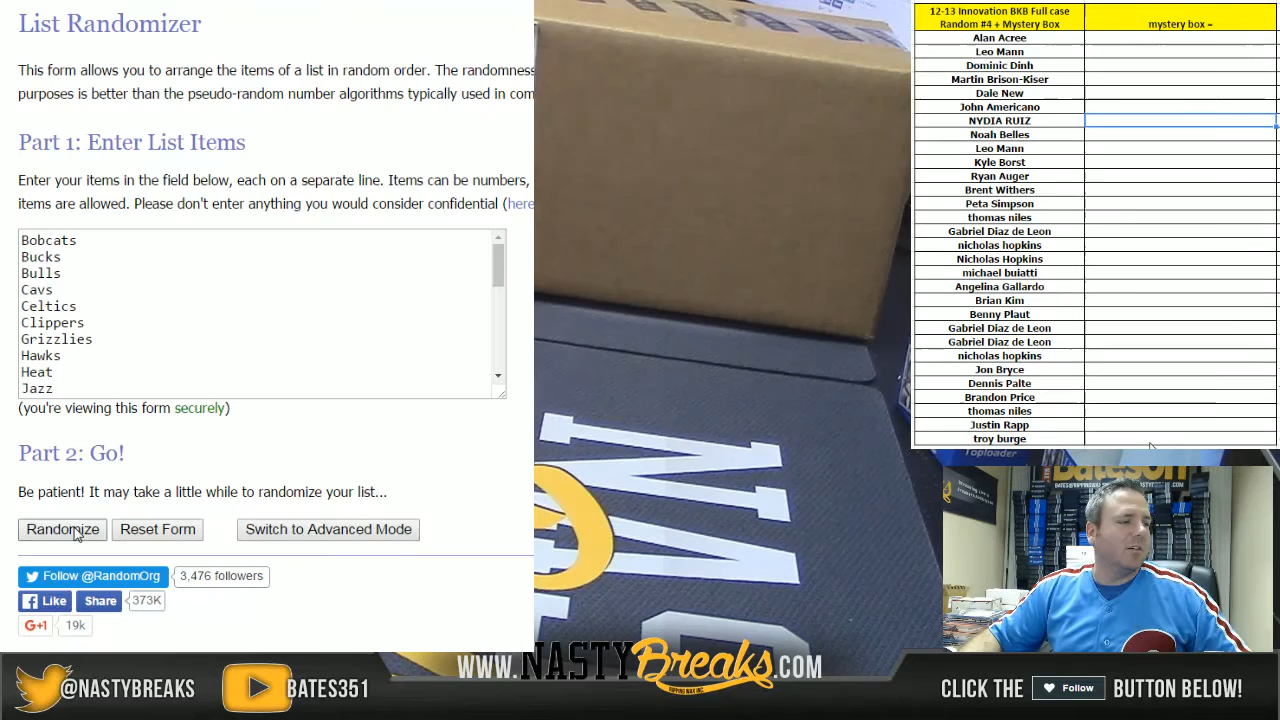 List Randomizer
This form allows you to arrange the items of a list in random order. The randomness
purposes is better than the pseudo-random number algorithms typically used in com
Part 1: Enter List Items
Enter your items in the field below, each on a separate line. Items can be numbers,
items are allowed. Please don't enter anything you would consider confidential (here
Bobcats
Bucks
Bulls
Cavs
Celtics
Clippers
Grizzlies
Hawks
Heat
Jazz
(you're viewing this form securely)
Part 2: Go!
Be patient! It may take a little while to randomize your list...
Randomize Reset Form Switch to Advanced Mode
Follow @RandomOrg 3,476 followers
Like Share 373K
G+1 19k
12-13 Innovation BKB Full case
Random #4 + Mystery Box mystery box =
Alan Acree
Leo Mann
Dominic Dinh
Martin Brison-Kiser
Dale New
John Americano
NYDIA RUIZ
Noah Belles
Leo Mann
Kyle Borst
Ryan Auger
Brent Withers
Peta Simpson
thomas niles
Gabriel Diaz de Leon
nicholas hopkins
Nicholas Hopkins
michael buiatti
Angelina Gallardo
Brian Kim
Benny Plaut
Gabriel Diaz de Leon
Gabriel Diaz de Leon
nicholas hopkins
Jon Bryce
Dennis Palte
Brandon Price
thomas niles
Justin Rapp
troy burge
Toploader
BatesOn
@NASTYBREAKS
BATES351
WWW.NASTYBreaks.COM
RIPPING WAX INC
CLICK THE Follow BUTTON BELOW!